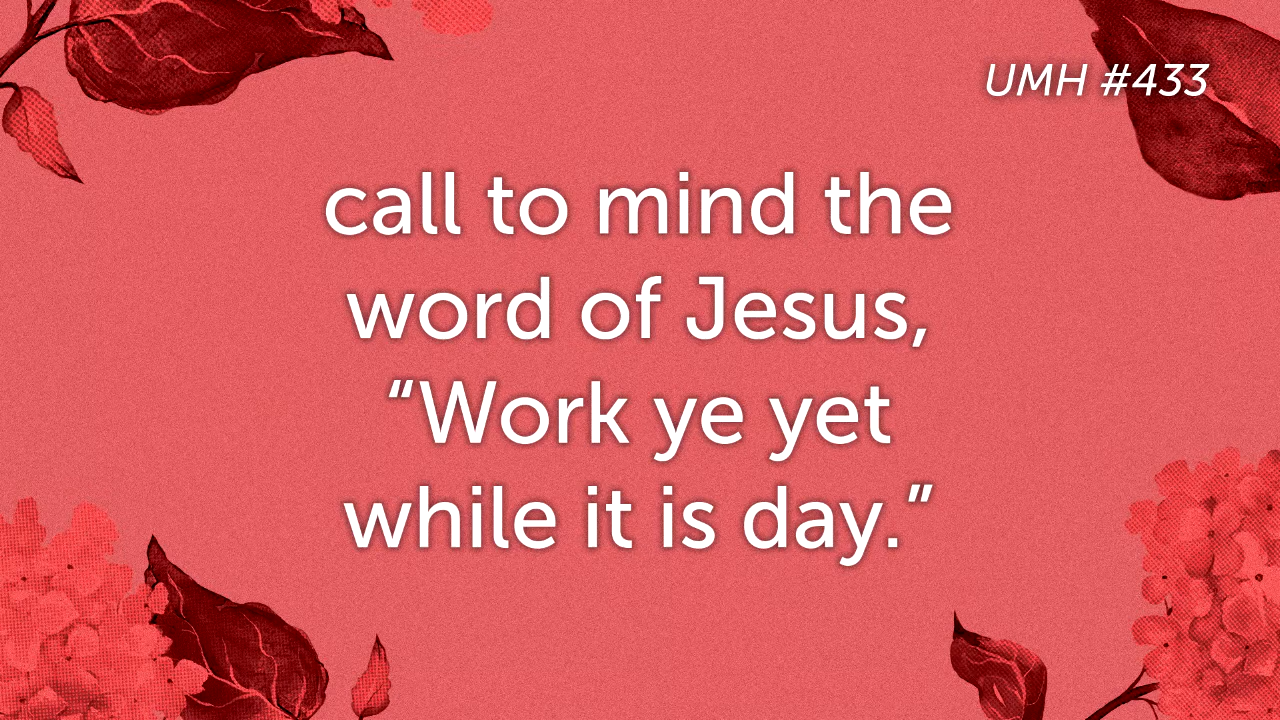 UMH #433
call to mind the
word of Jesus,
“Work ye yet
while it is day.”